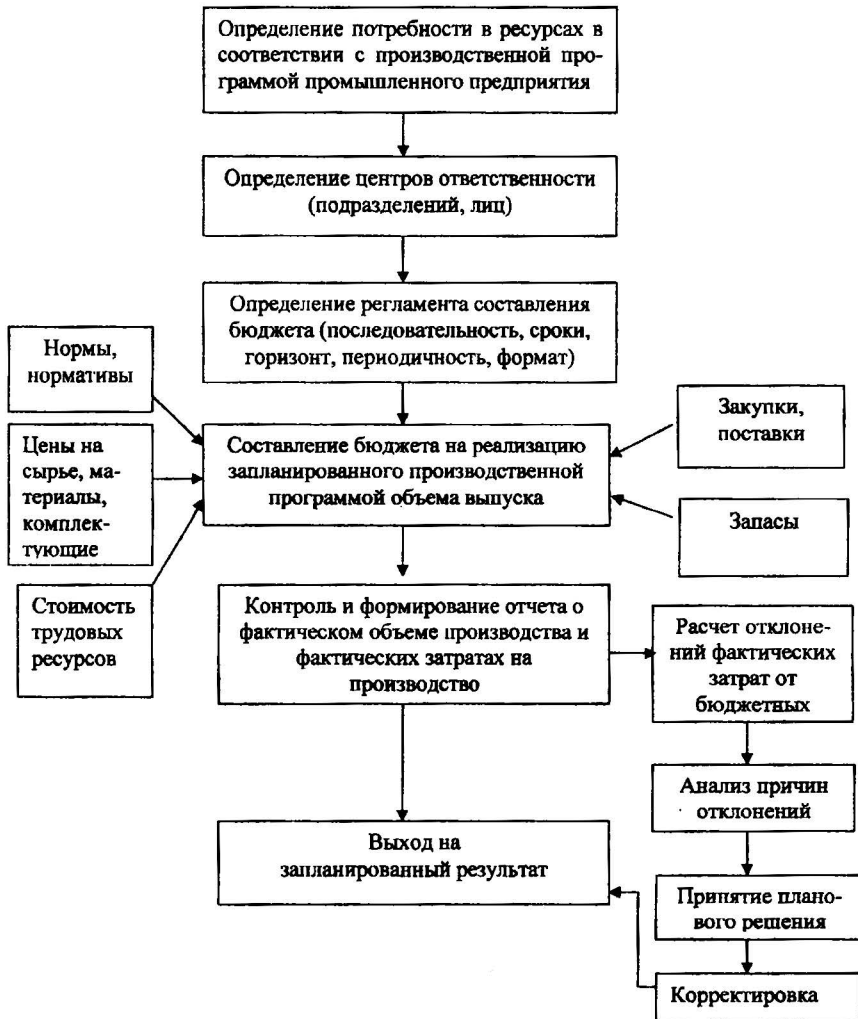 Определение потребности в ресурсах в
соответствии с производственной про-
граммой промышленного предприятия
Определение центров ответственности
(подразделений, лиц)
Определение регламента составления
бюджета (последовательность, сроки,
горизонт, периодичность, формат)
Нормы,
нормативы
Закупки,
поставки
Цены на
сырье, ма-
териалы,
комплек-
тующие
Составление бюджета на реализацию
запланированного производственной
программой объема выпуска
Запасы
Стоимость
трудовых
ресурсов
Контроль и формирование отчета о
фактическом объеме производства и
фактических затратах на
производство
Расчет отклоне-
ний фактических
затрат от
бюджетных
Анализ причин
отклонений
Выход на
запланированный результат
Принятие плано-
вого решения
Корректировка